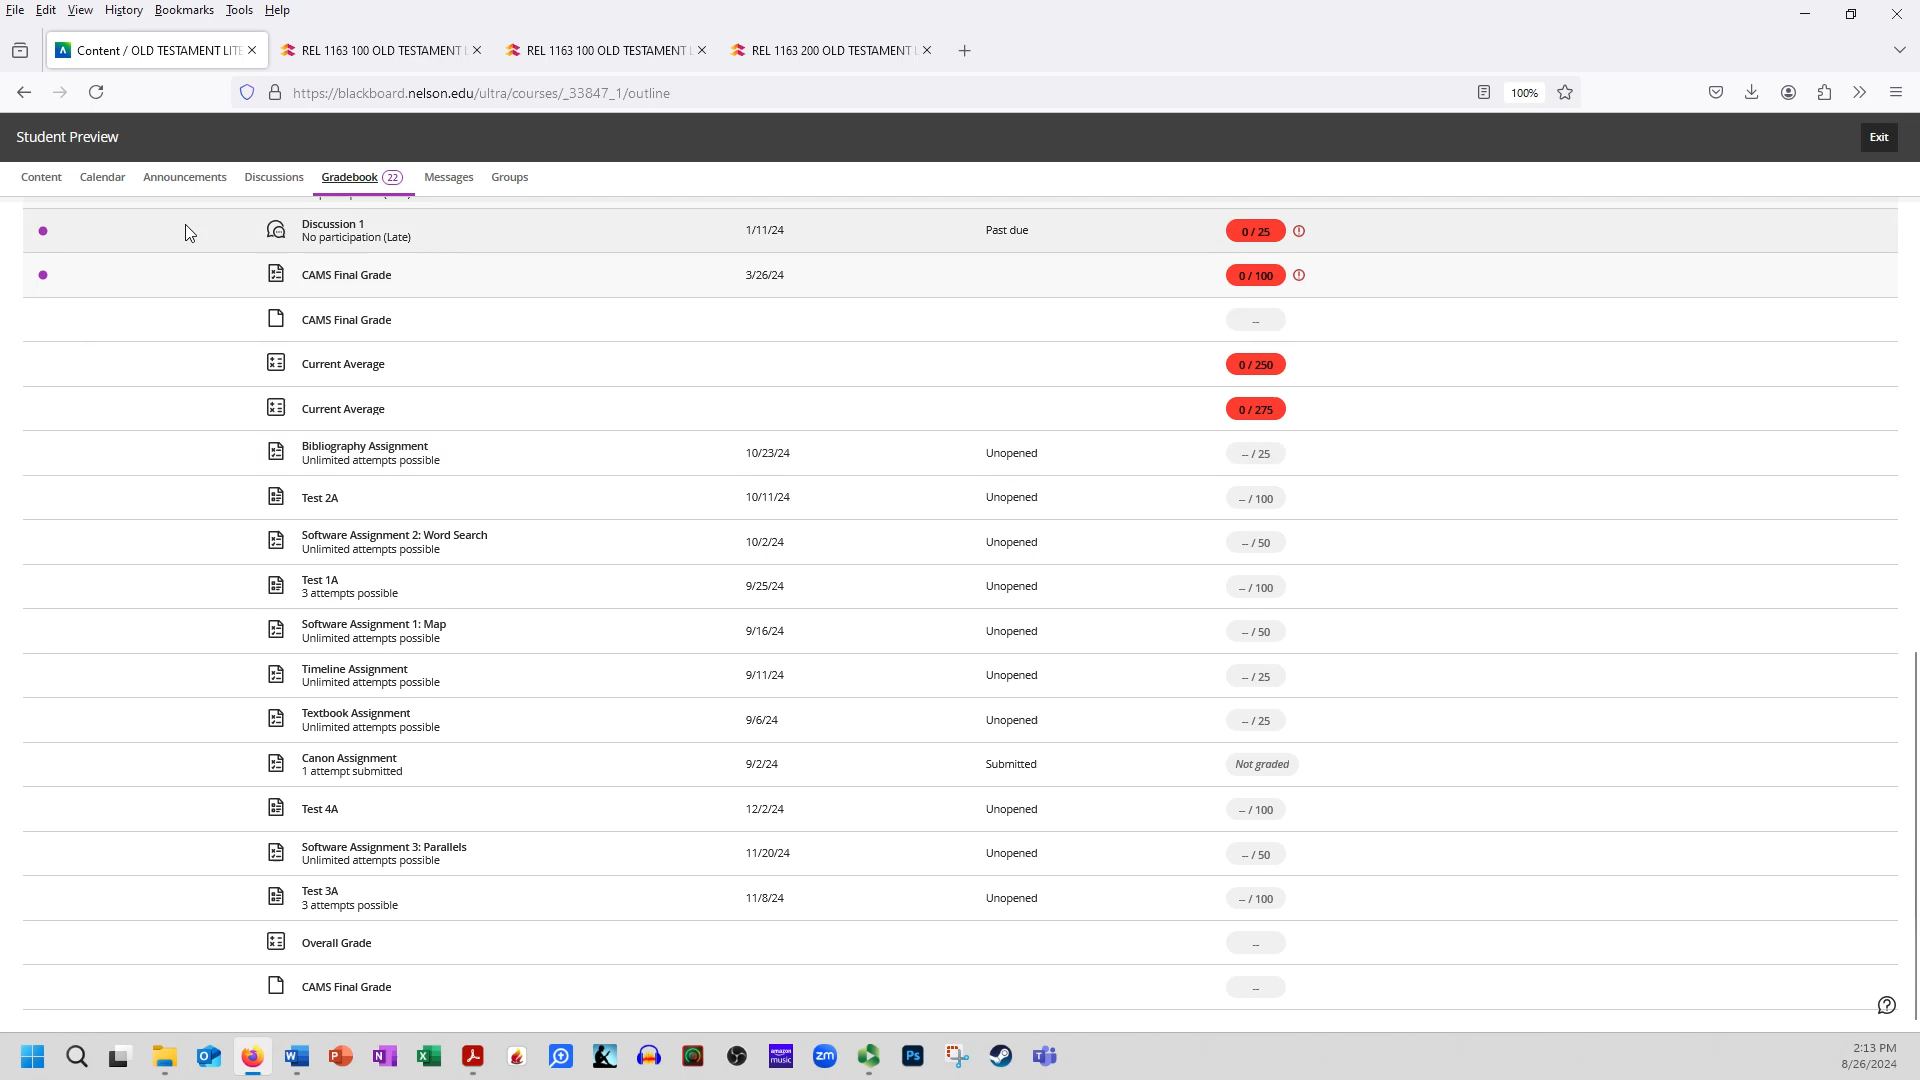 File Edit View History Bookmarks Tools Help
Content / OLD TESTAMENT LITE
REL 1163 100 OLD TESTAMENT L
REL 1163 100 OLD TESTAMENT L
REL 1163 200 OLD TESTAMENT L
https://blackboard.nelson.edu/ultra/courses/_33847_1/outline
100%
Student Preview
Exit
Content Calendar Announcements Discussions Gradebook 22 Messages Groups
Discussion 1
No participation (Late)
1/11/24 Past due 0 / 25
CAMS Final Grade 3/26/24 0 / 100
CAMS Final Grade --
Current Average 0 / 250
Current Average 0 / 275
Bibliography Assignment
Unlimited attempts possible
10/23/24 Unopened -- / 25
Test 2A 10/11/24 Unopened -- / 100
Software Assignment 2: Word Search
Unlimited attempts possible
10/2/24 Unopened -- / 50
Test 1A
3 attempts possible
9/25/24 Unopened -- / 100
Software Assignment 1: Map
Unlimited attempts possible
9/16/24 Unopened -- / 50
Timeline Assignment
Unlimited attempts possible
9/11/24 Unopened -- / 25
Textbook Assignment
Unlimited attempts possible
9/6/24 Unopened -- / 25
Canon Assignment
1 attempt submitted
9/2/24 Submitted Not graded
Test 4A 12/2/24 Unopened -- / 100
Software Assignment 3: Parallels
Unlimited attempts possible
11/20/24 Unopened -- / 50
Test 3A
3 attempts possible
11/8/24 Unopened -- / 100
Overall Grade --
CAMS Final Grade --
amazon music
zm
Ps
2:13 PM
8/26/2024